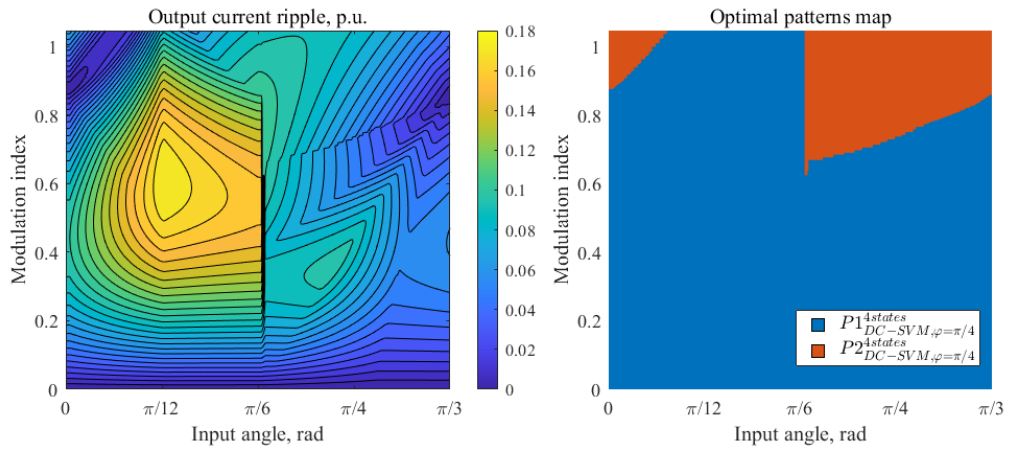 Output current ripple, p.u.
1
0.8
0.6
0.4
0.2
0
Modulation index
0
π/12
π/6
π/4
π/3
Input angle, rad
0.18
0.16
0.14
0.12
0.1
0.08
0.06
0.04
0.02
0
Optimal patterns map
1
0.8
0.6
0.4
0.2
0
Modulation index
0
π/12
π/6
π/4
π/3
Input angle, rad
P1^{4states}_{DC−SVM,φ=π/4}
P2^{4states}_{DC−SVM,φ=π/4}